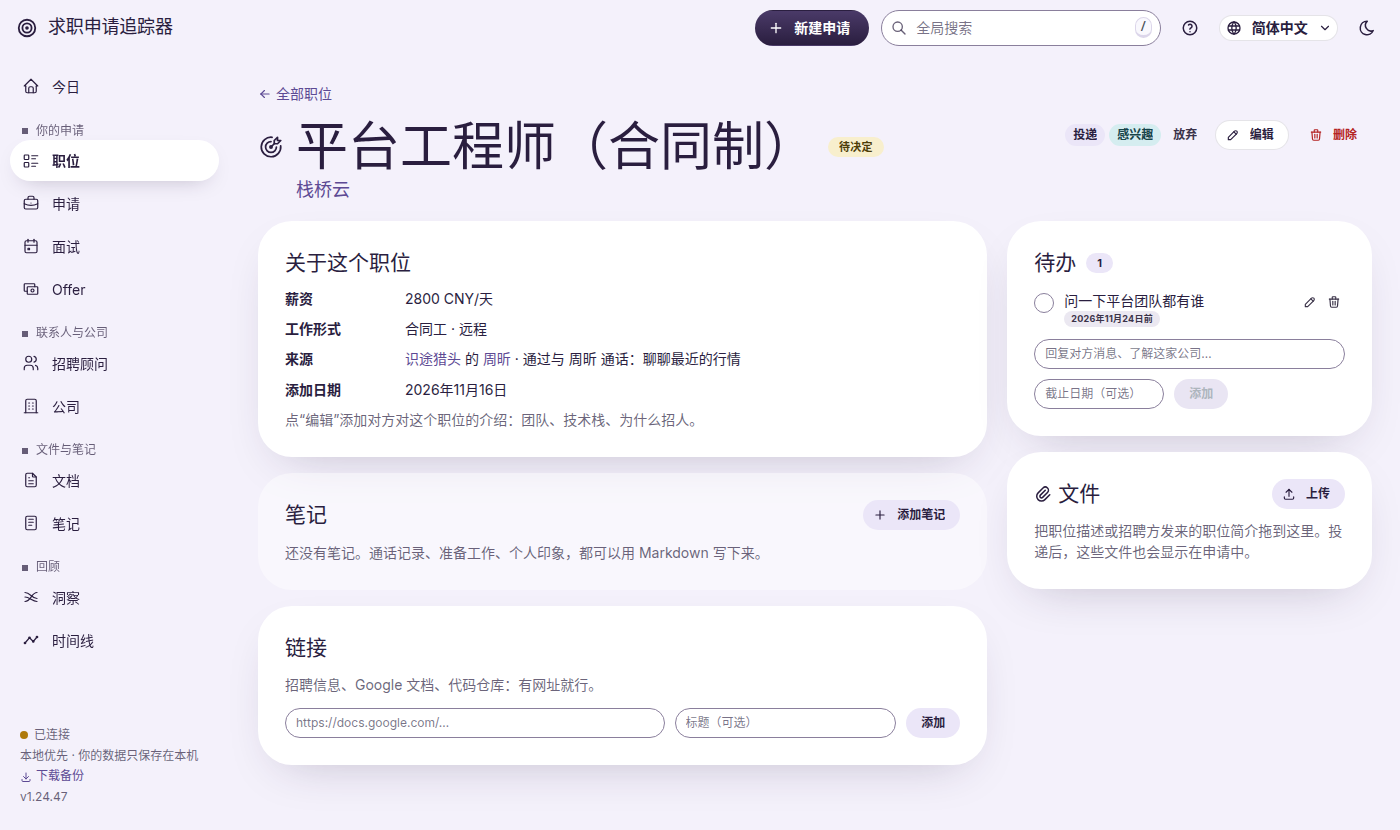 求职申请追踪器
新建申请
全局搜索
/
简体中文
今日
你的申请
职位
申请
面试
Offer
联系人与公司
招聘顾问
公司
文件与笔记
文档
笔记
回顾
洞察
时间线
已连接
本地优先 · 你的数据只保存在本机
下载备份
v1.24.47
← 全部职位
平台工程师（合同制）
待决定
栈桥云
投递
感兴趣
放弃
编辑
删除
关于这个职位
薪资 2800 CNY/天
工作形式 合同工 · 远程
来源 识途猎头 的 周昕 · 通过与 周昕 通话：聊聊最近的行情
添加日期 2026年11月16日
点“编辑”添加对方对这个职位的介绍：团队、技术栈、为什么招人。
笔记
添加笔记
还没有笔记。通话记录、准备工作、个人印象，都可以用 Markdown 写下来。
链接
招聘信息、Google 文档、代码仓库：有网址就行。
https://docs.google.com/...
标题（可选）
添加
待办 1
问一下平台团队都有谁
2026年11月24日前
回复对方消息、了解这家公司...
截止日期（可选）
添加
文件
上传
把职位描述或招聘方发来的职位简介拖到这里。投
递后，这些文件也会显示在申请中。